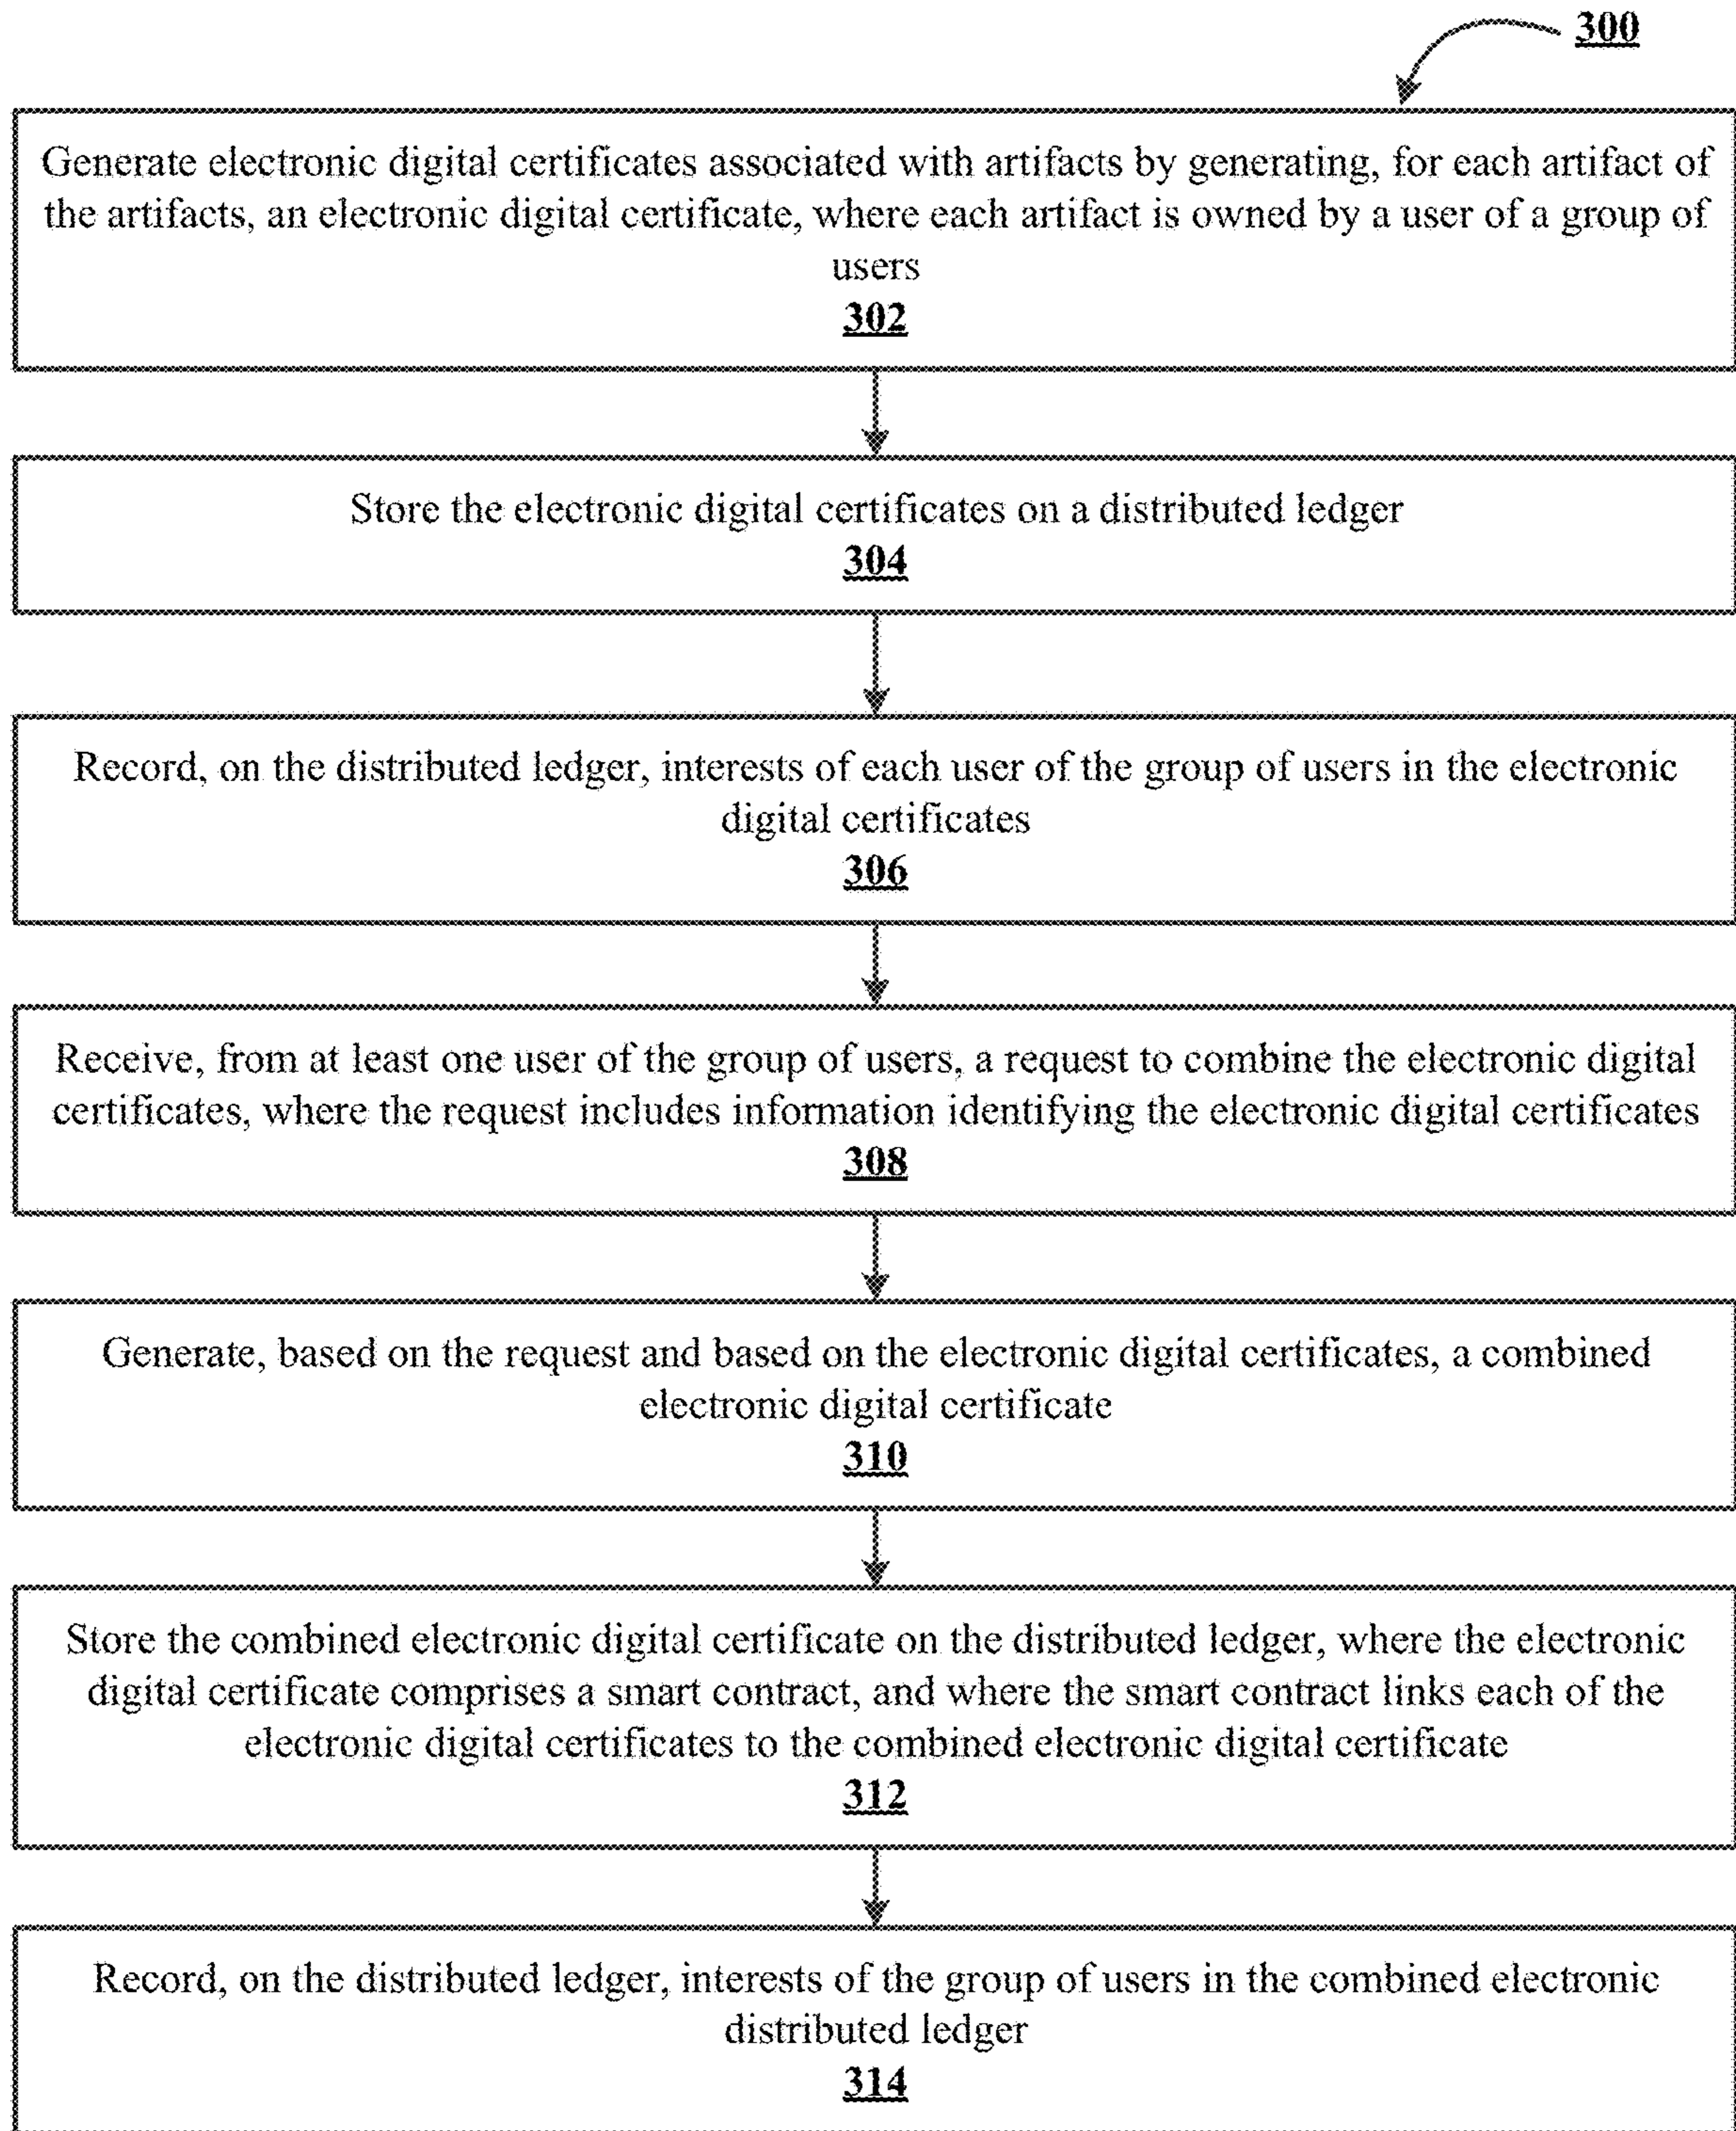 300
Generate electronic digital certificates associated with artifacts by generating, for each artifact of
the artifacts, an electronic digital certificate, where each artifact is owned by a user of a group of
users
302
Store the electronic digital certificates on a distributed ledger
304
Record, on the distributed ledger, interests of each user of the group of users in the electronic
digital certificates
306
Receive, from at least one user of the group of users, a request to combine the electronic digital
certificates, where the request includes information identifying the electronic digital certificates
308
Generate, based on the request and based on the electronic digital certificates, a combined
electronic digital certificate
310
Store the combined electronic digital certificate on the distributed ledger, where the electronic
digital certificate comprises a smart contract, and where the smart contract links each of the
electronic digital certificates to the combined electronic digital certificate
312
Record, on the distributed ledger, interests of the group of users in the combined electronic
distributed ledger
314